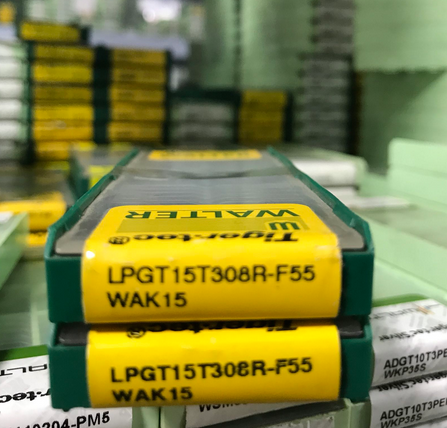 WALTER
Tiger·tec®
LPGT15T308R-F55
WAK15
Tiger·tec®
LPGT15T308R-F55
WAK15
ADGT10T3PE
WKP35S
ADGT10T3PE
WKP35S